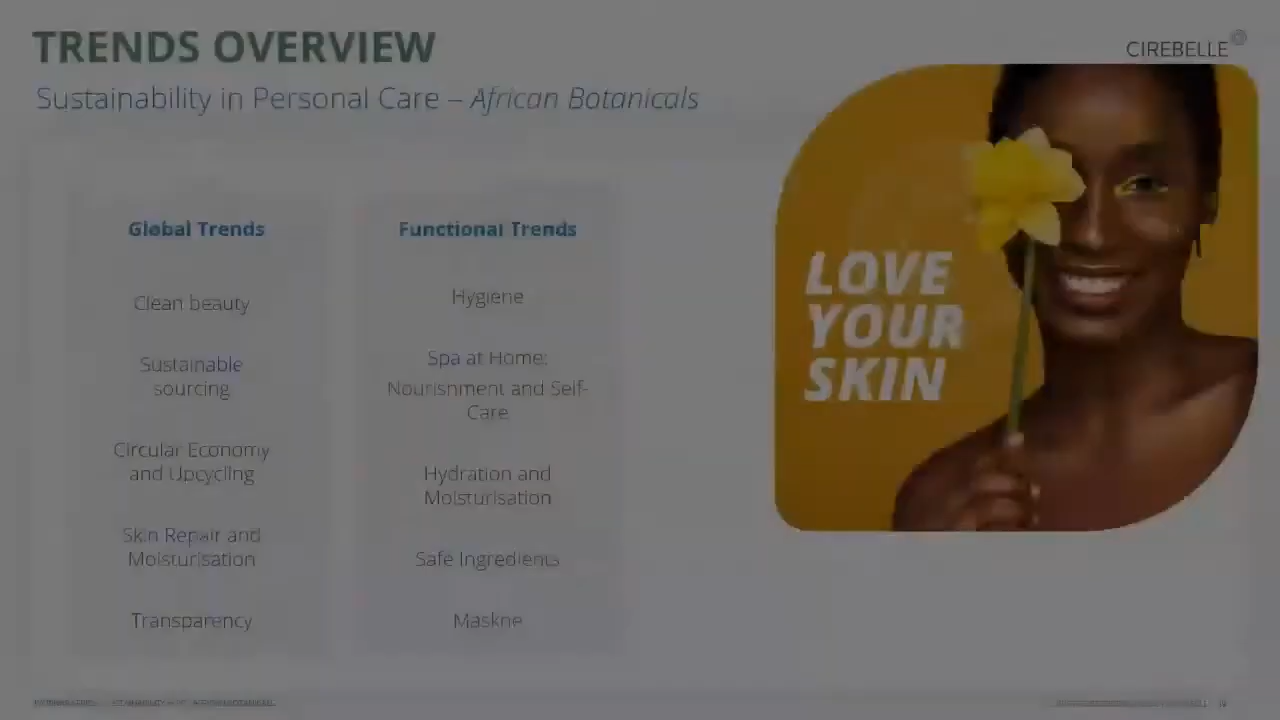 TRENDS OVERVIEW
CIREBELLE
Sustainability in Personal Care – African Botanicals
Global Trends
Clean beauty
Sustainable
sourcing
Circular Economy
and Upcycling
Skin Repair and
Moisturisation
Transparency
Functional Trends
Hygiene
Spa at Home:
Nourishment and Self-
Care
Hydration and
Moisturisation
Safe Ingredients
Maskne
LOVE
YOUR
SKIN